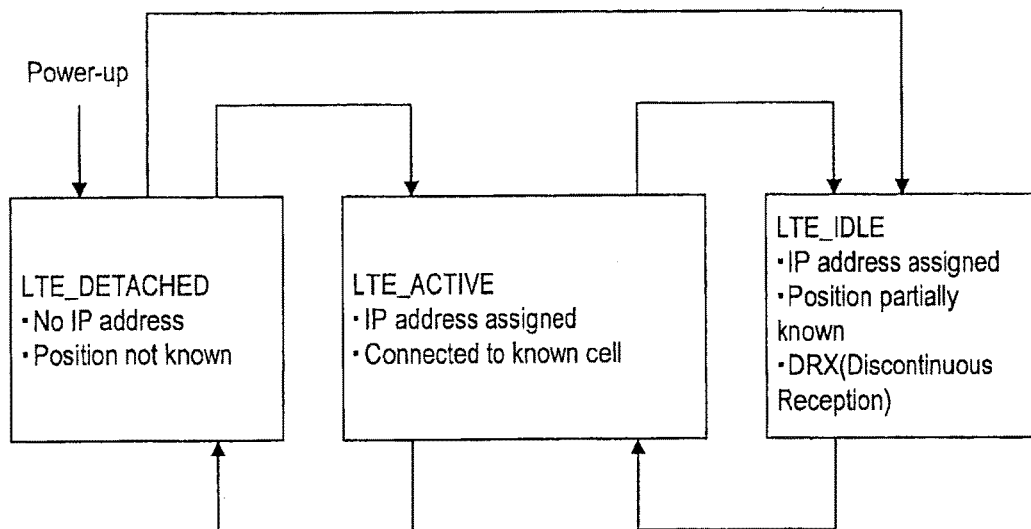 Power-up
LTE_DETACHED
・No IP address
・Position not known
LTE_ACTIVE
・IP address assigned
・Connected to known cell
LTE_IDLE
・IP address assigned
・Position partially
known
・DRX(Discontinuous
Reception)